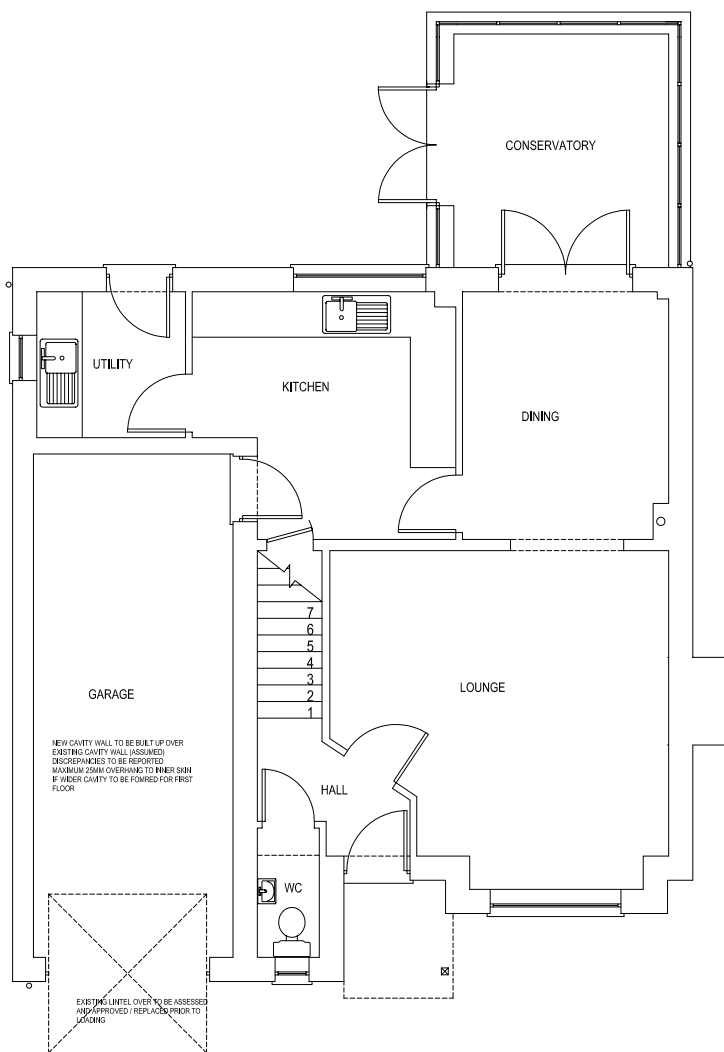 CONSERVATORY
UTILITY
KITCHEN
DINING
7
6
5
4
3
2
1
GARAGE
LOUNGE
NEW CAVITY WALL TO BE BUILT UP OVER
EXISTING CAVITY WALL (ASSUMED)
DISCREPANCIES TO BE REPORTED
MAXIMUM 25MM OVERHANG TO INNER SKIN
IF WIDER CAVITY TO BE FOMRED FOR FIRST
FLOOR
HALL
WC
EXISTING LINTEL OVER TO BE ASSESSED
AND APPROVED / REPLACED PRIOR TO
LOADING